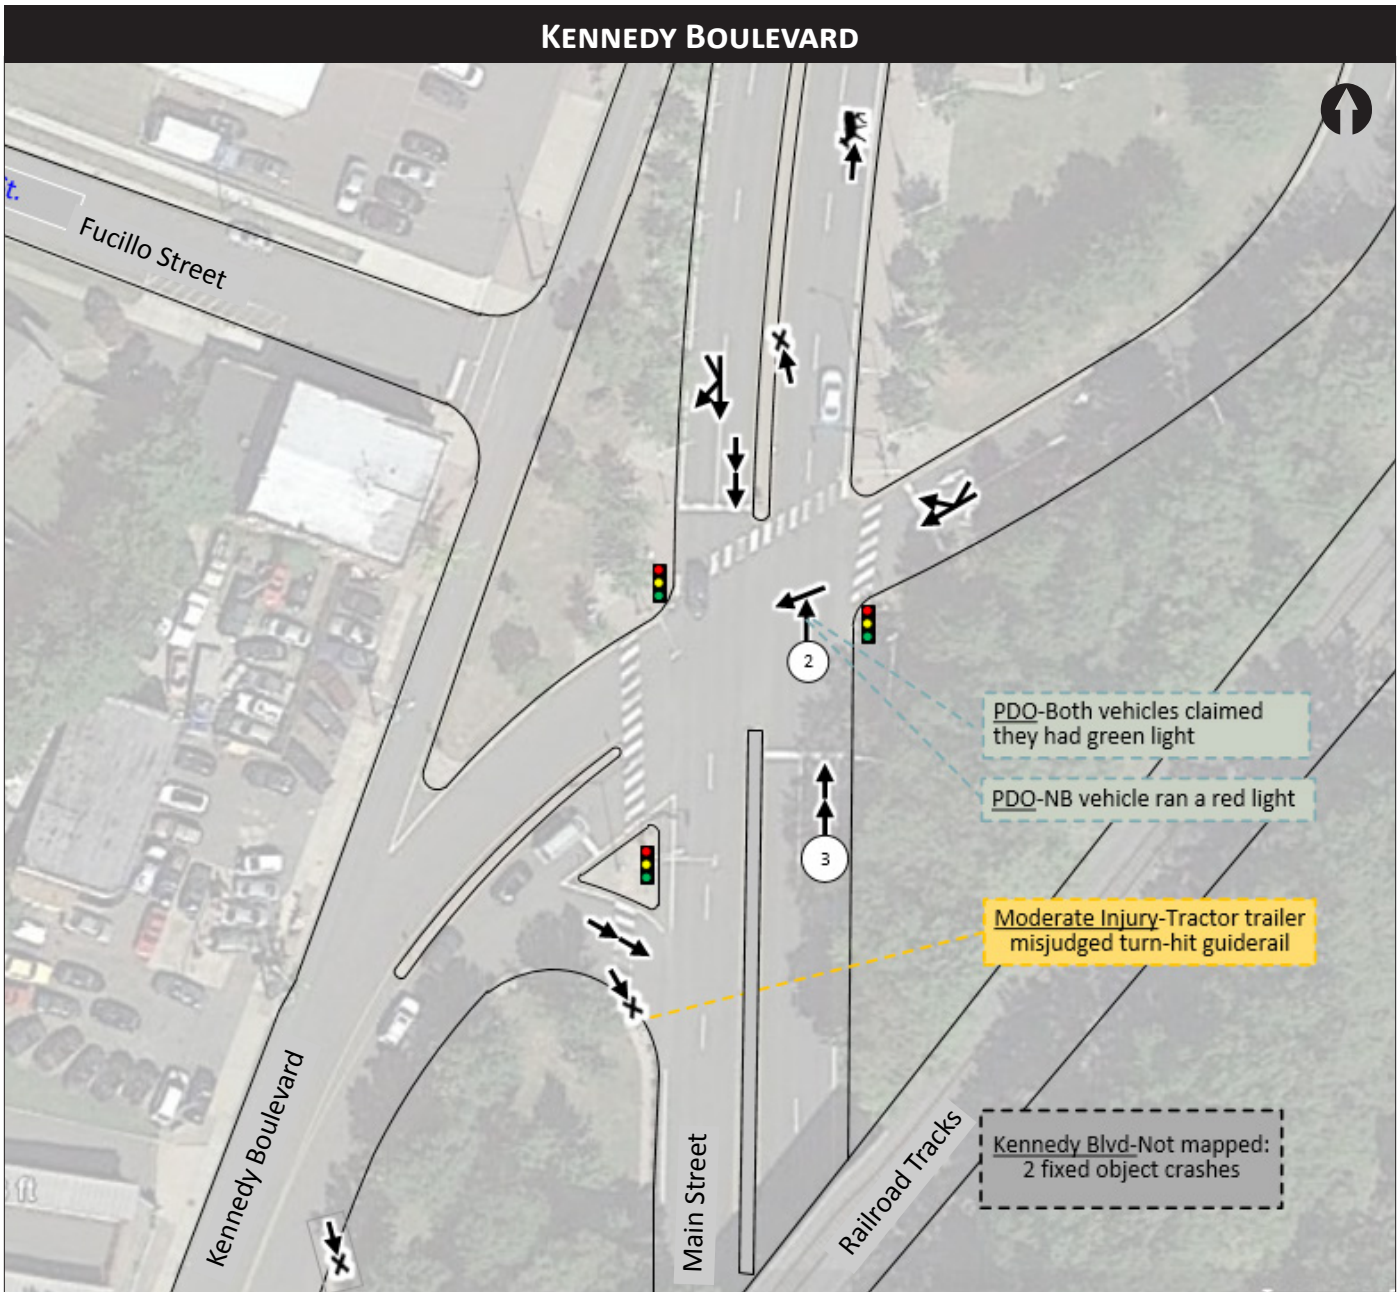 KENNEDY BOULEVARD
t.
Fucillo Street
2
PDO-Both vehicles claimed
they had green light
PDO-NB vehicle ran a red light
3
Moderate Injury-Tractor trailer
misjudged turn-hit guiderail
Kennedy Boulevard
Main Street
Railroad Tracks
Kennedy Blvd-Not mapped:
2 fixed object crashes
ft